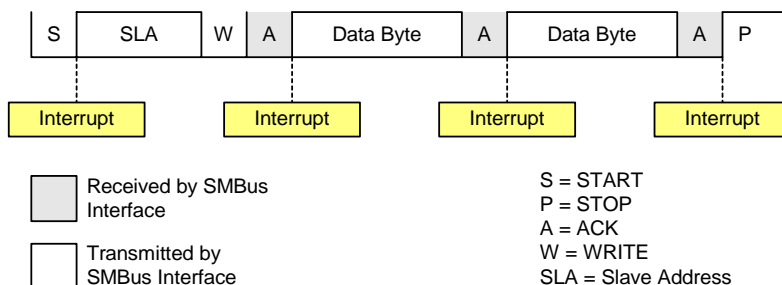 S SLA W A Data Byte A Data Byte A P
Interrupt Interrupt Interrupt Interrupt
Received by SMBus
Interface
Transmitted by
SMBus Interface
S = START
P = STOP
A = ACK
W = WRITE
SLA = Slave Address